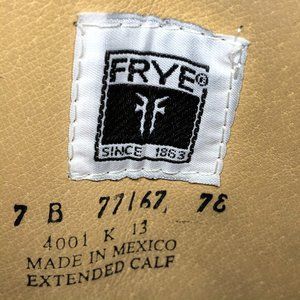 FRYE®
SINCE 1863
7 B 77167 78
4001 K 13
MADE IN MEXICO
EXTENDED CALF